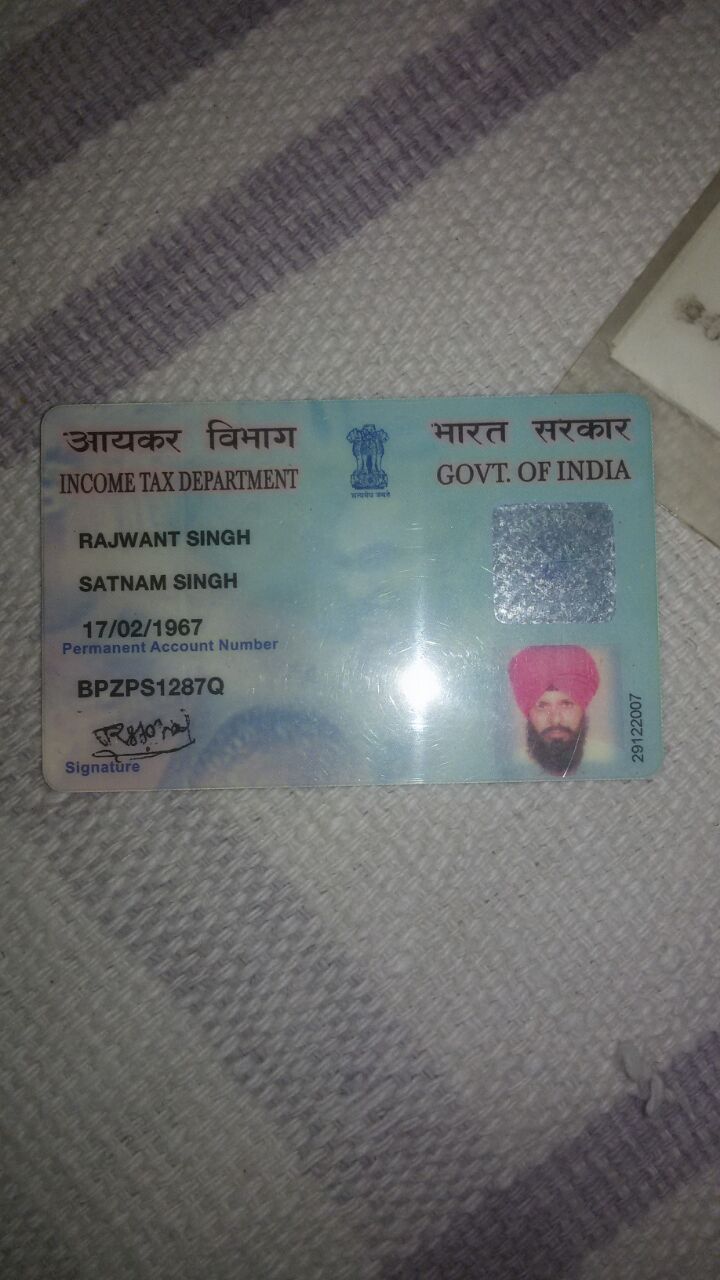 आयकर विभाग
INCOME TAX DEPARTMENT
सत्यमेव जयते
भारत सरकार
GOVT. OF INDIA
RAJWANT SINGH
SATNAM SINGH
17/02/1967
Permanent Account Number
BPZPS1287Q
Signature
29122007